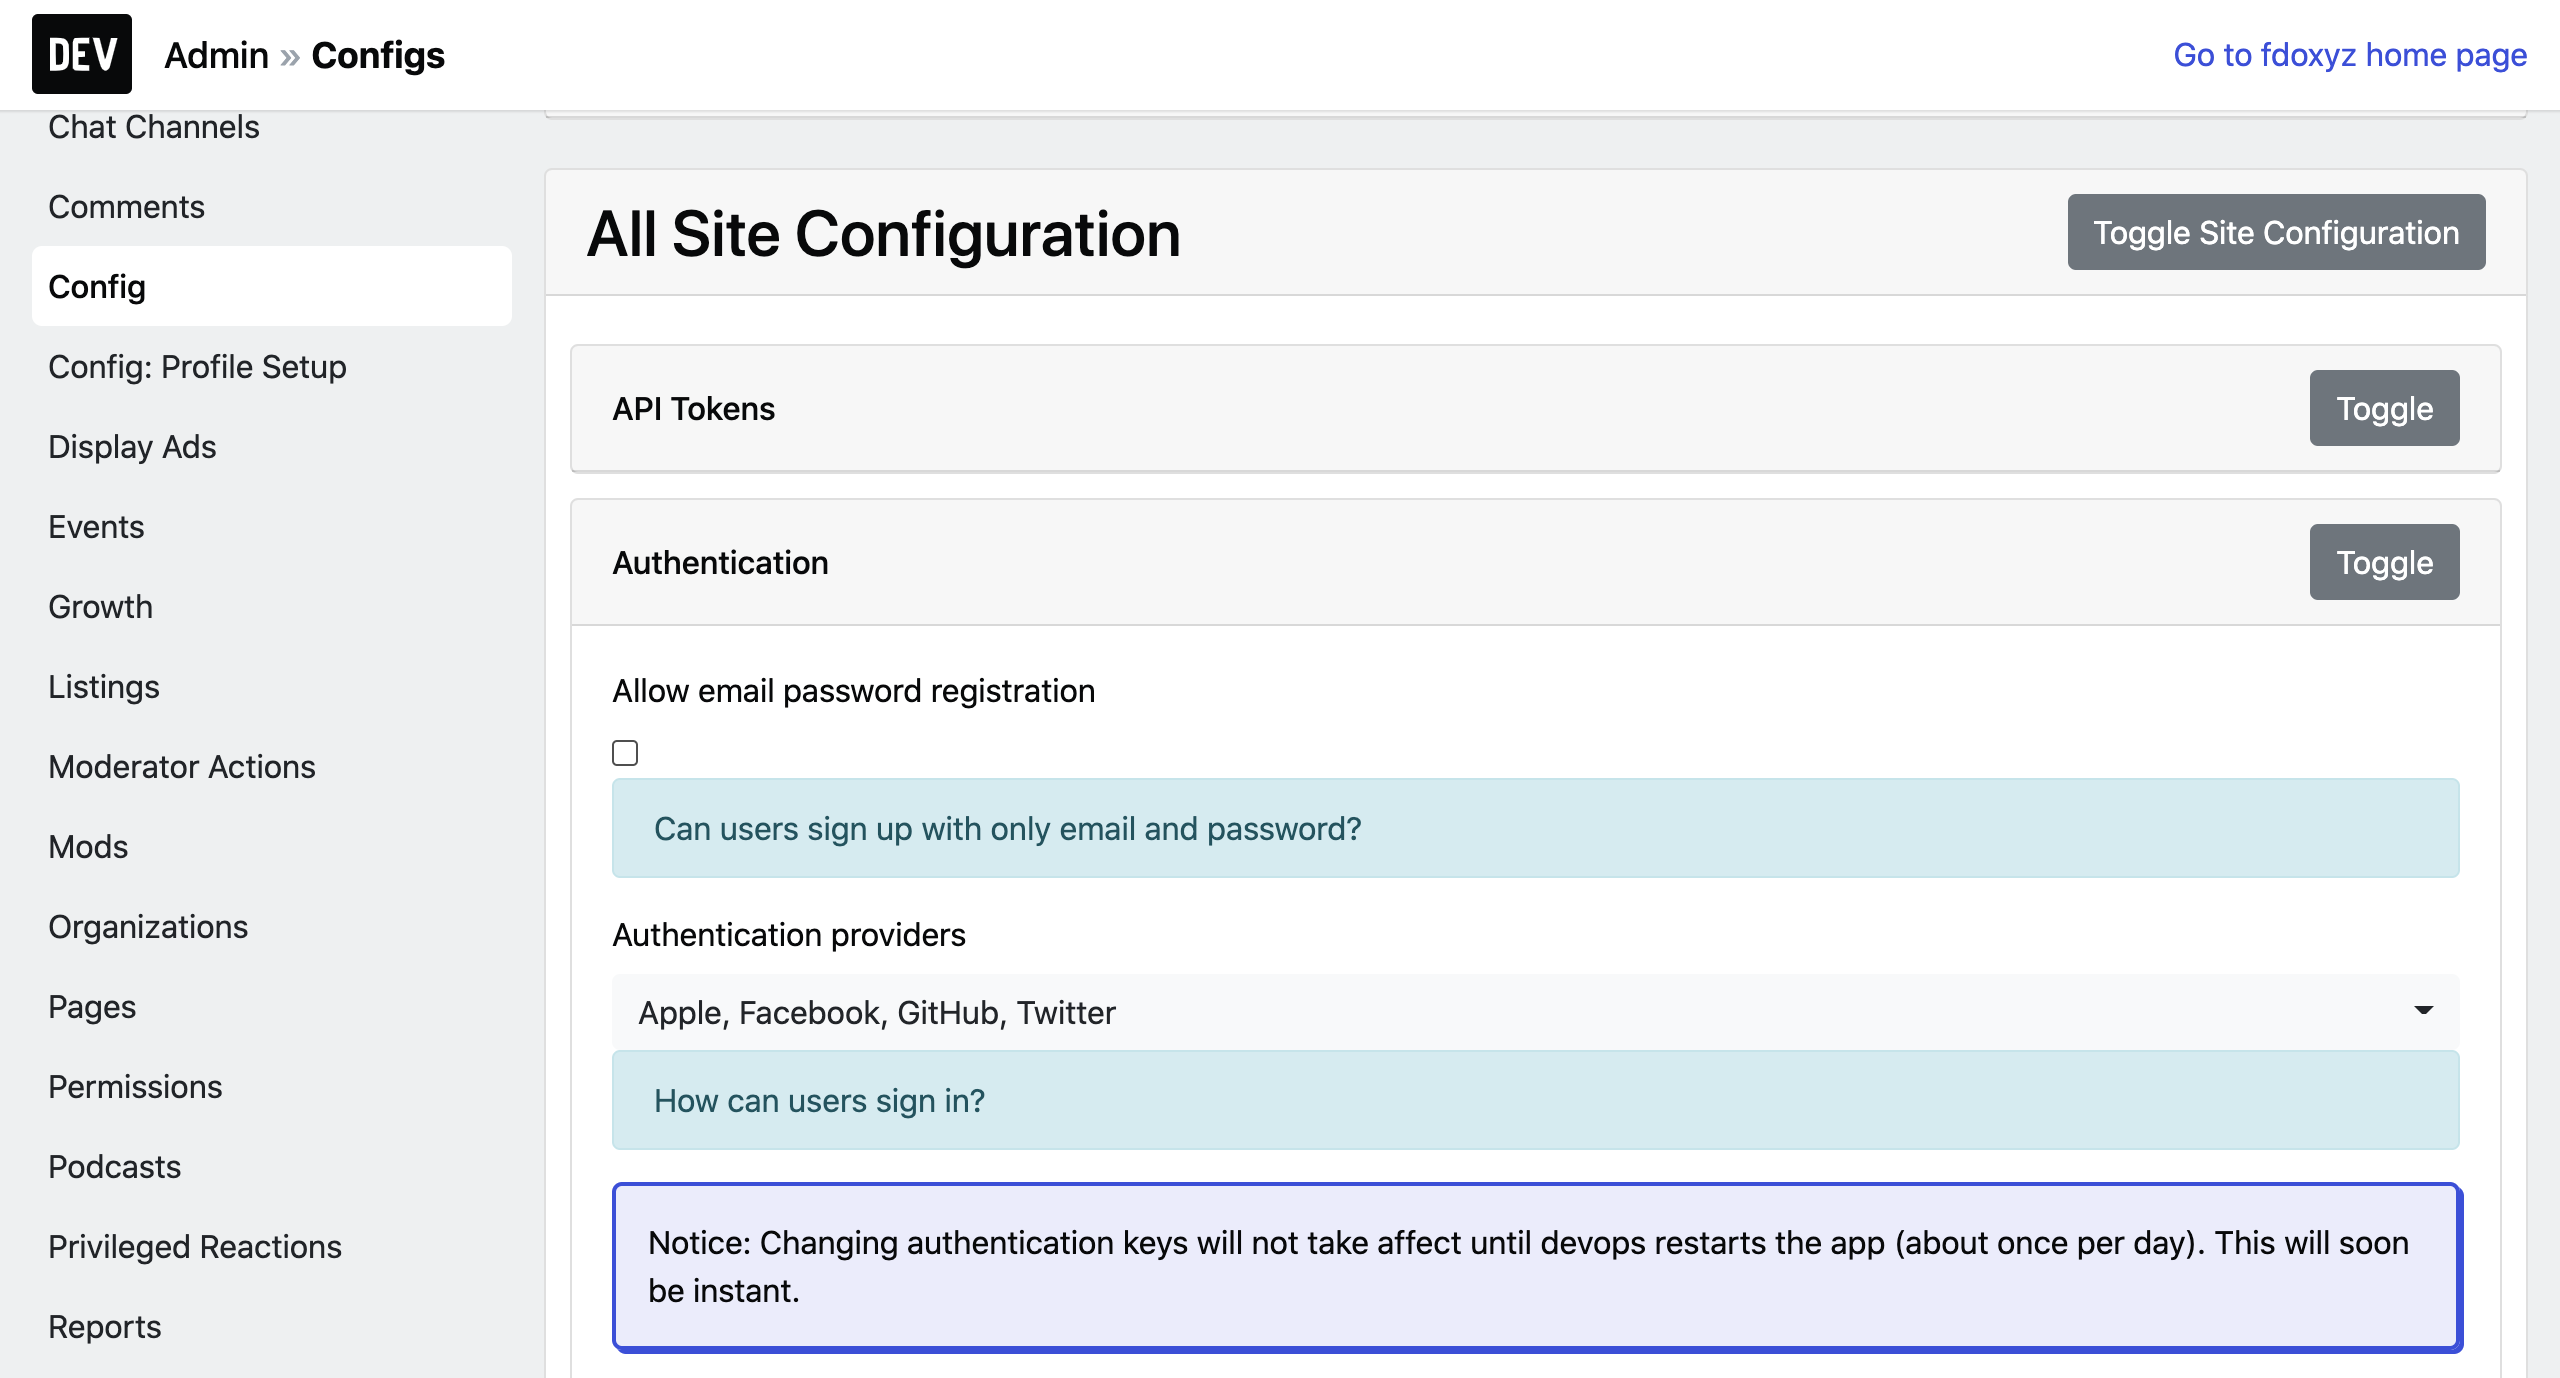 DEV
Admin » Configs
Go to fdoxyz home page
Chat Channels
Comments
Config
Config: Profile Setup
Display Ads
Events
Growth
Listings
Moderator Actions
Mods
Organizations
Pages
Permissions
Podcasts
Privileged Reactions
Reports
All Site Configuration
Toggle Site Configuration
API Tokens
Toggle
Authentication
Toggle
Allow email password registration
Can users sign up with only email and password?
Authentication providers
Apple, Facebook, GitHub, Twitter
How can users sign in?
Notice: Changing authentication keys will not take affect until devops restarts the app (about once per day). This will soon
be instant.